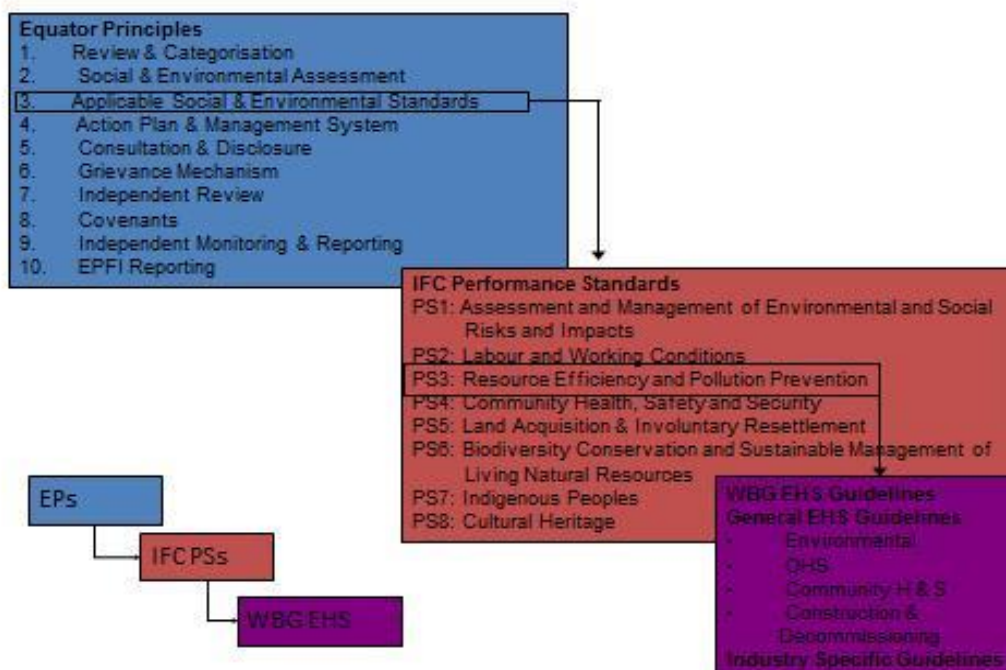 Equator Principles
1. Review & Categorisation
2. Social & Environmental Assessment
3. Applicable Social & Environmental Standards
4. Action Plan & Management System
5. Consultation & Disclosure
6. Grievance Mechanism
7. Independent Review
8. Covenants
9. Independent Monitoring & Reporting
10. EPFI Reporting
IFC Performance Standards
PS1: Assessment and Management of Environmental and Social
Risks and Impacts
PS2: Labour and Working Conditions
PS3: Resource Efficiency and Pollution Prevention
PS4: Community Health, Safety and Security
PS5: Land Acquisition & Involuntary Resettlement
PS6: Biodiversity Conservation and Sustainable Management of
Living Natural Resources
PS7: Indigenous Peoples
PS8: Cultural Heritage
WBG EHS Guidelines
General EHS Guidelines
- Environmental
- OHS
- Community H & S
- Construction &
Decommissioning
Industry Specific Guidelines
EPs
IFC PSs
WBG EHS